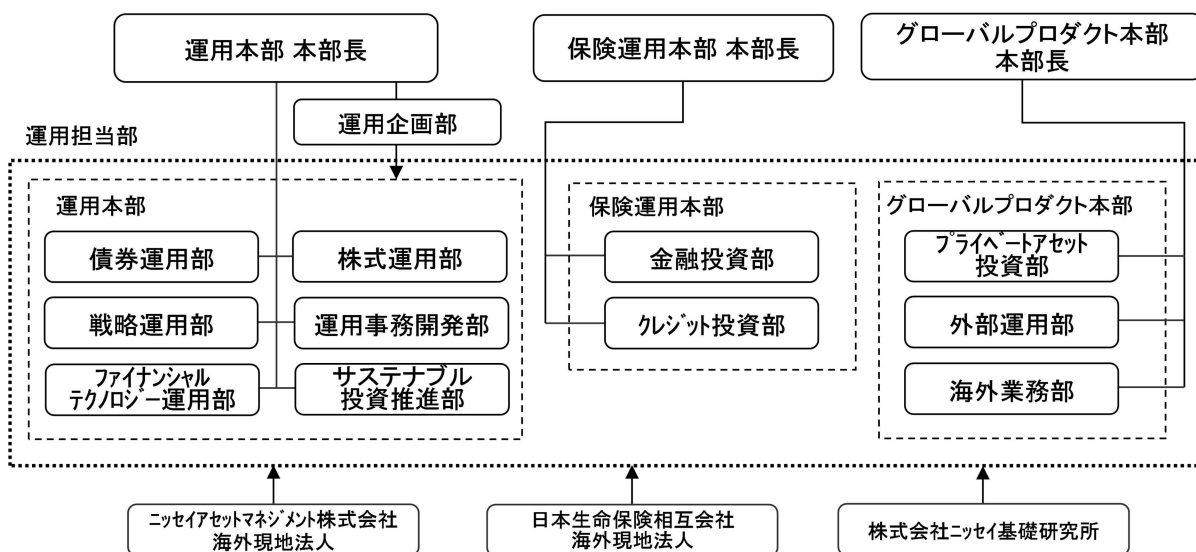 運用本部 本部長
保険運用本部 本部長
グローバルプロダクト本部
本部長
運用企画部
運用担当部
運用本部
債券運用部
株式運用部
戦略運用部
運用事務開発部
ファイナンシャル
テクノロジー運用部
サステナブル
投資推進部
保険運用本部
金融投資部
クレジット投資部
グローバルプロダクト本部
プライベートアセット
投資部
外部運用部
海外業務部
ニッセイアセットマネジメント株式会社
海外現地法人
日本生命保険相互会社
海外現地法人
株式会社ニッセイ基礎研究所